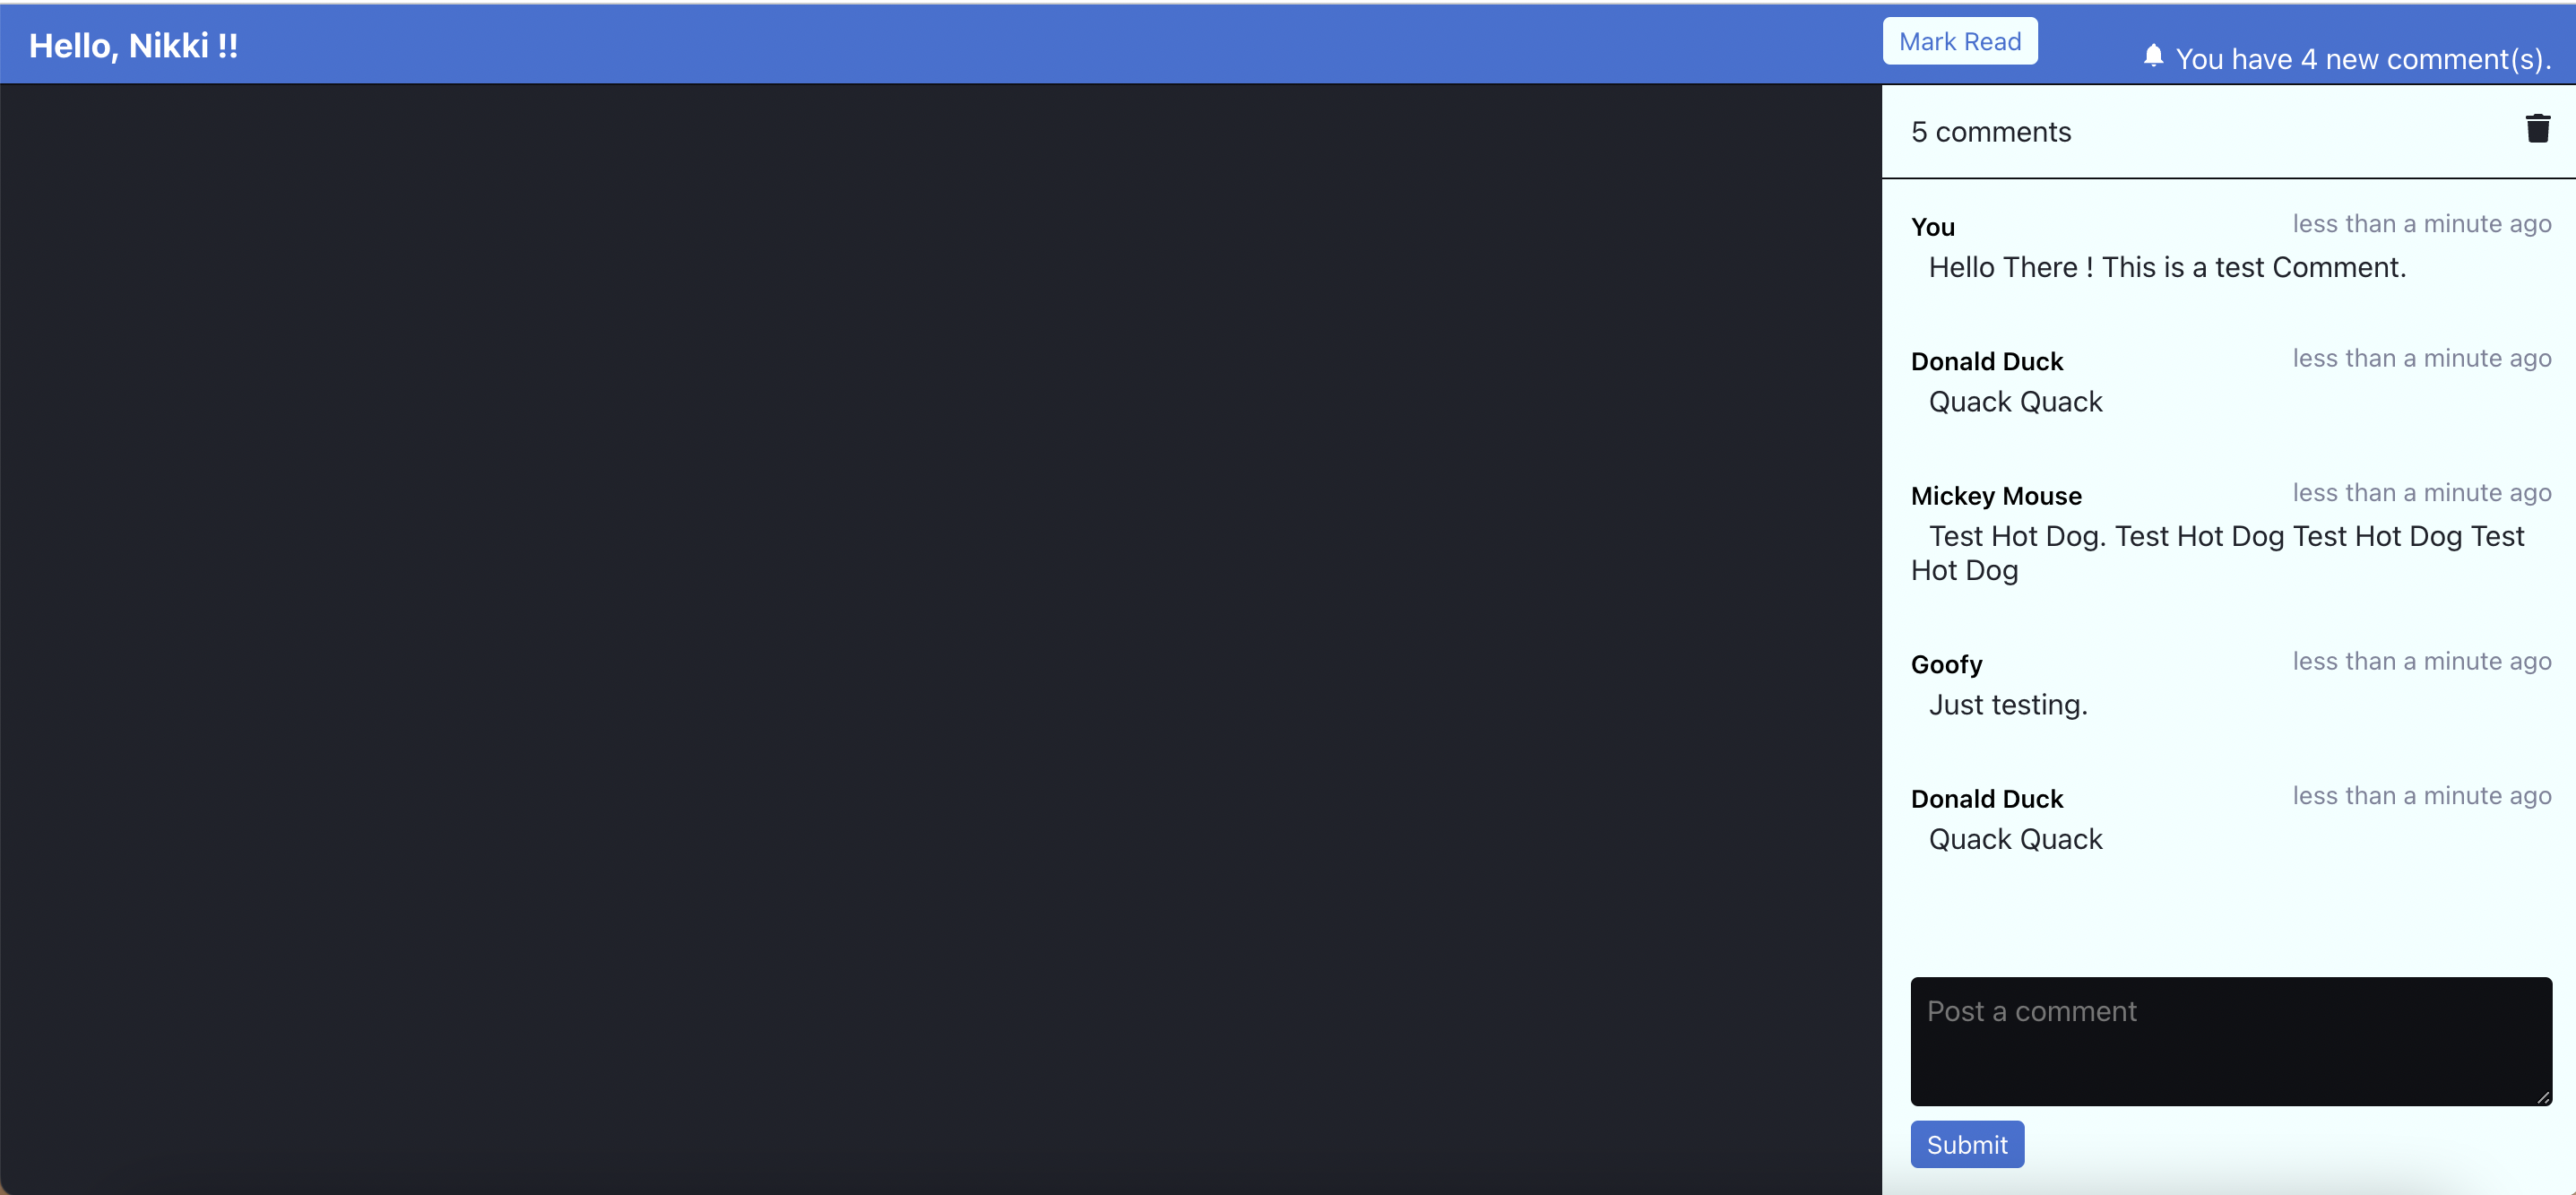 Hello, Nikki !!
Mark Read
You have 4 new comment(s).
5 comments
You
less than a minute ago
Hello There ! This is a test Comment.
Donald Duck
less than a minute ago
Quack Quack
Mickey Mouse
less than a minute ago
Test Hot Dog. Test Hot Dog Test Hot Dog Test
Hot Dog
Goofy
less than a minute ago
Just testing.
Donald Duck
less than a minute ago
Quack Quack
Post a comment
Submit